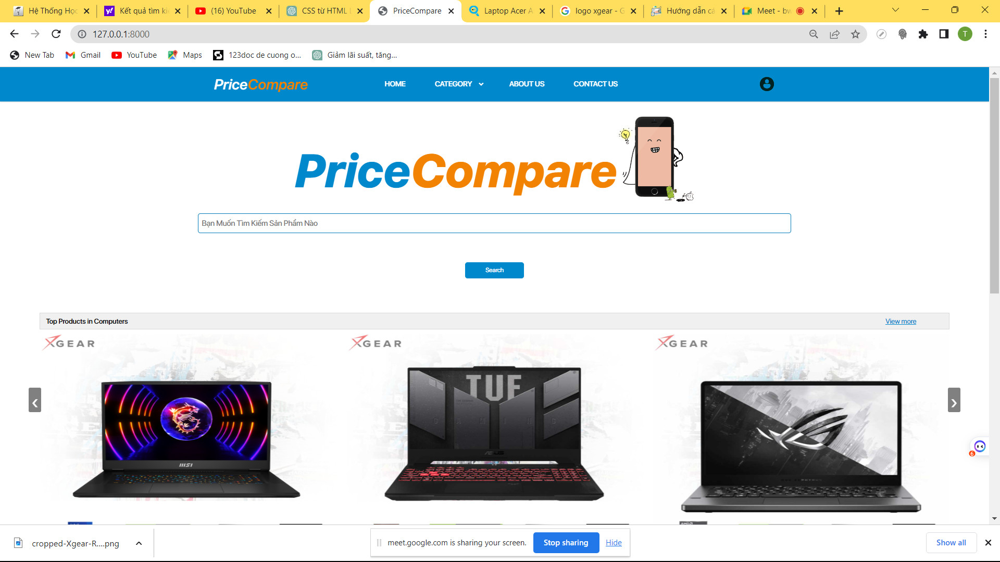 Hệ Thống Học
Kết quả tìm ki
(16) YouTube
CSS từ HTML
PriceCompare
Laptop Acer A
logo xgear - G
Hướng dẫn cá
Meet - bw
127.0.0.1:8000
T
New Tab
Gmail
YouTube
Maps
123doc de cuong o...
Giảm lãi suất, tăng...
PriceCompare
HOME
CATEGORY
ABOUT US
CONTACT US
PriceCompare
Bạn Muốn Tìm Kiếm Sản Phẩm Nào
Search
Top Products in Computers
View more
XGEAR
XGEAR
XGEAR
TUF
GAMING
ASUS
msi
6
AMD
cropped-Xgear-R....png
meet.google.com is sharing your screen.
Stop sharing
Hide
Show all